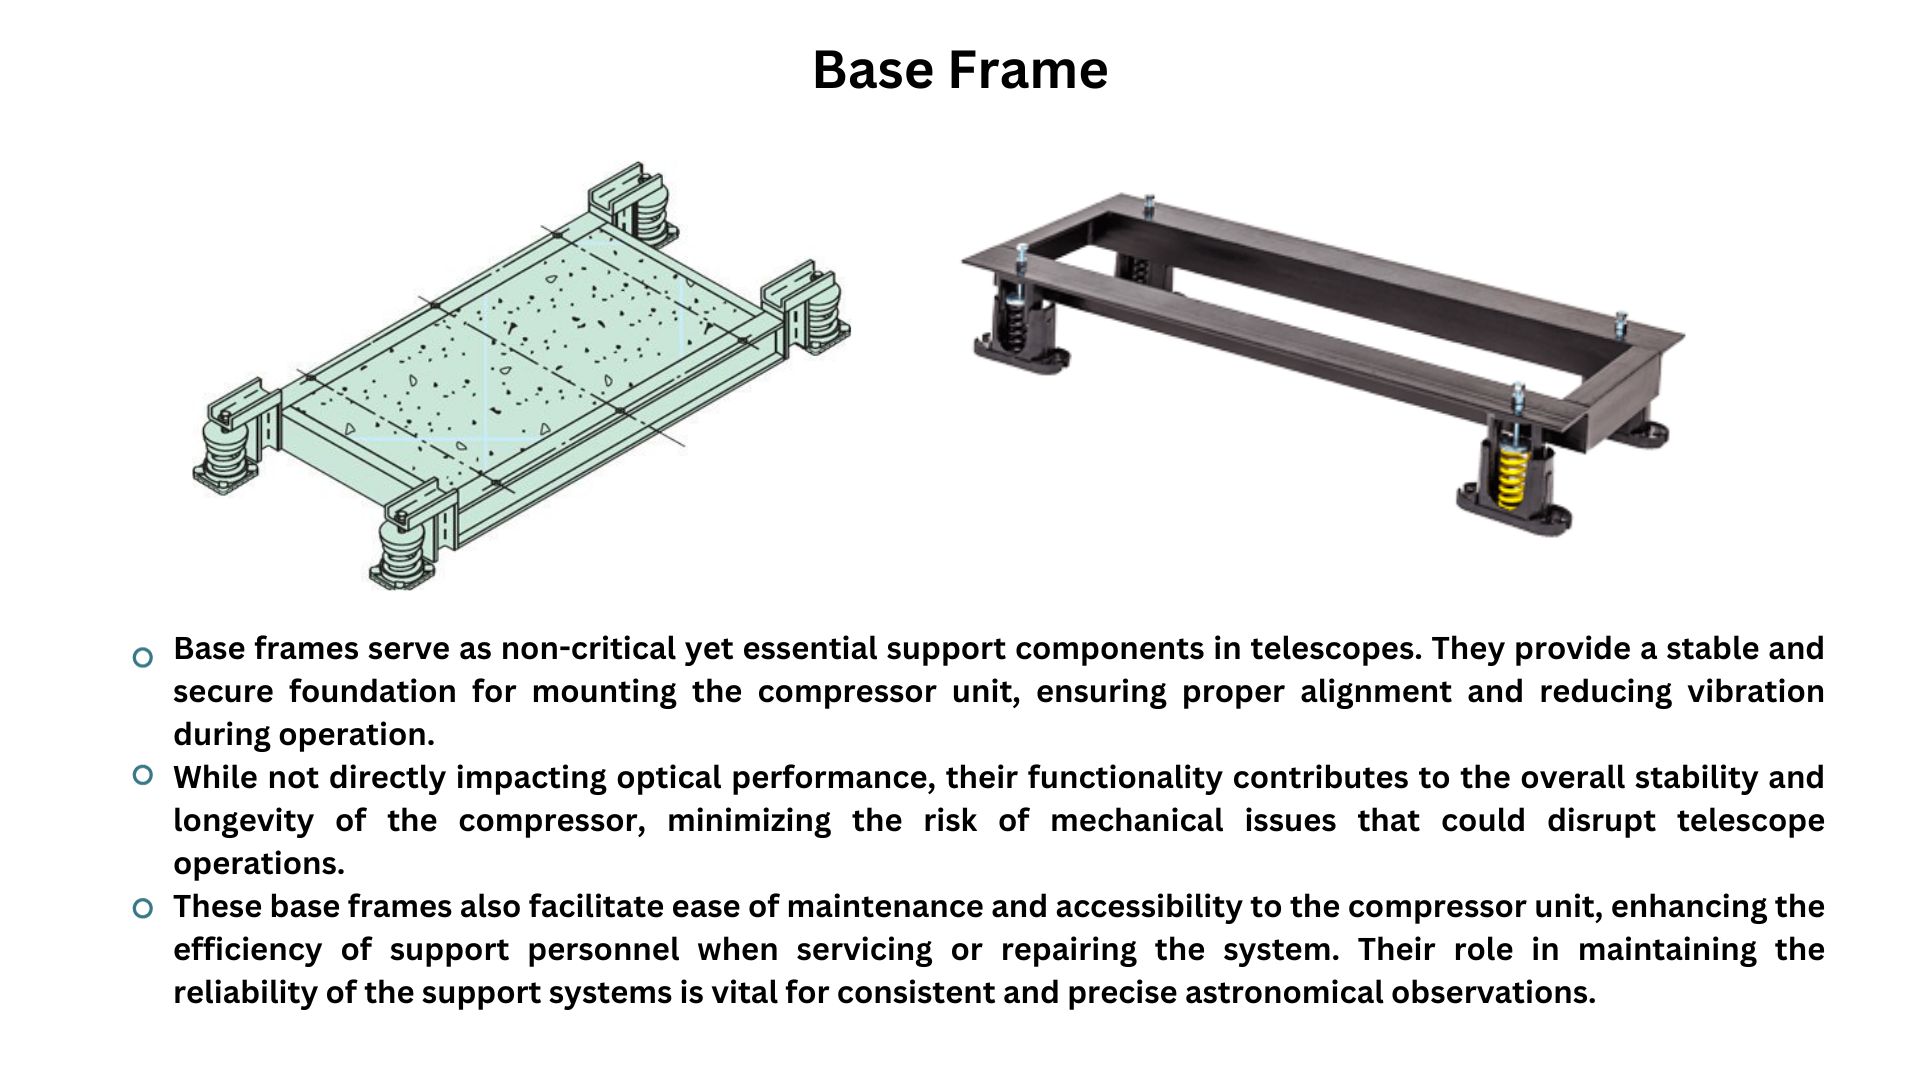 Base Frame
Base frames serve as non-critical yet essential support components in telescopes. They provide a stable and
secure foundation for mounting the compressor unit, ensuring proper alignment and reducing vibration
during operation.
While not directly impacting optical performance, their functionality contributes to the overall stability and
longevity of the compressor, minimizing the risk of mechanical issues that could disrupt telescope
operations.
These base frames also facilitate ease of maintenance and accessibility to the compressor unit, enhancing the
efficiency of support personnel when servicing or repairing the system. Their role in maintaining the
reliability of the support systems is vital for consistent and precise astronomical observations.